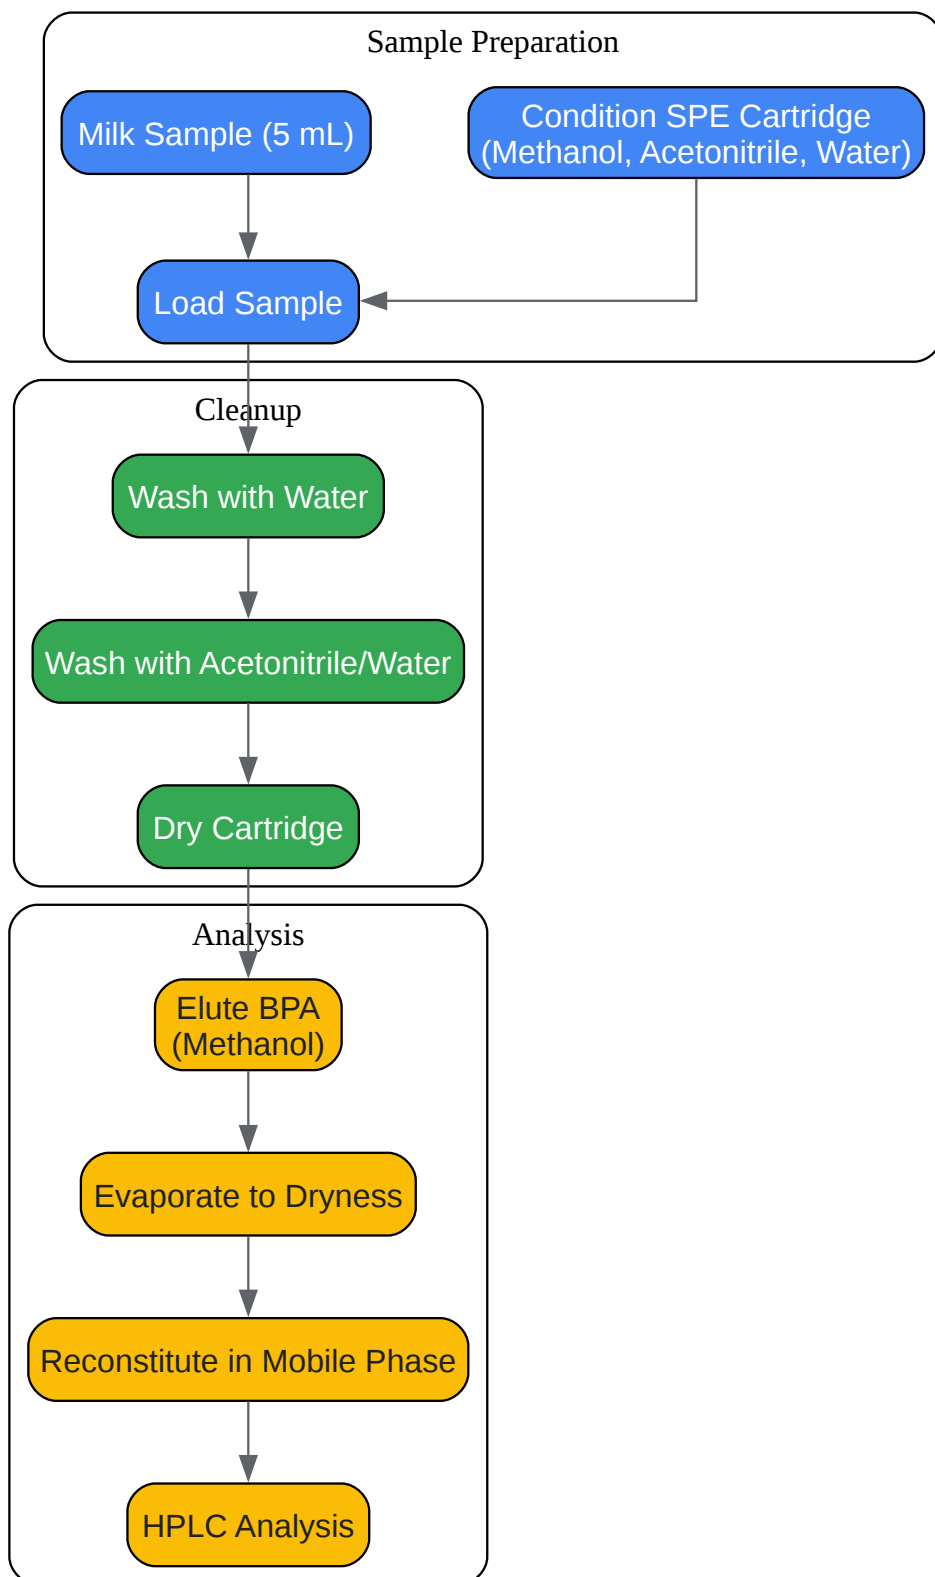 Sample Preparation
Milk Sample (5 mL)
Condition SPE Cartridge
(Methanol, Acetonitrile, Water)
Load Sample
Cleanup
Wash with Water
Wash with Acetonitrile/Water
Dry Cartridge
Analysis
Elute BPA
(Methanol)
Evaporate to Dryness
Reconstitute in Mobile Phase
HPLC Analysis